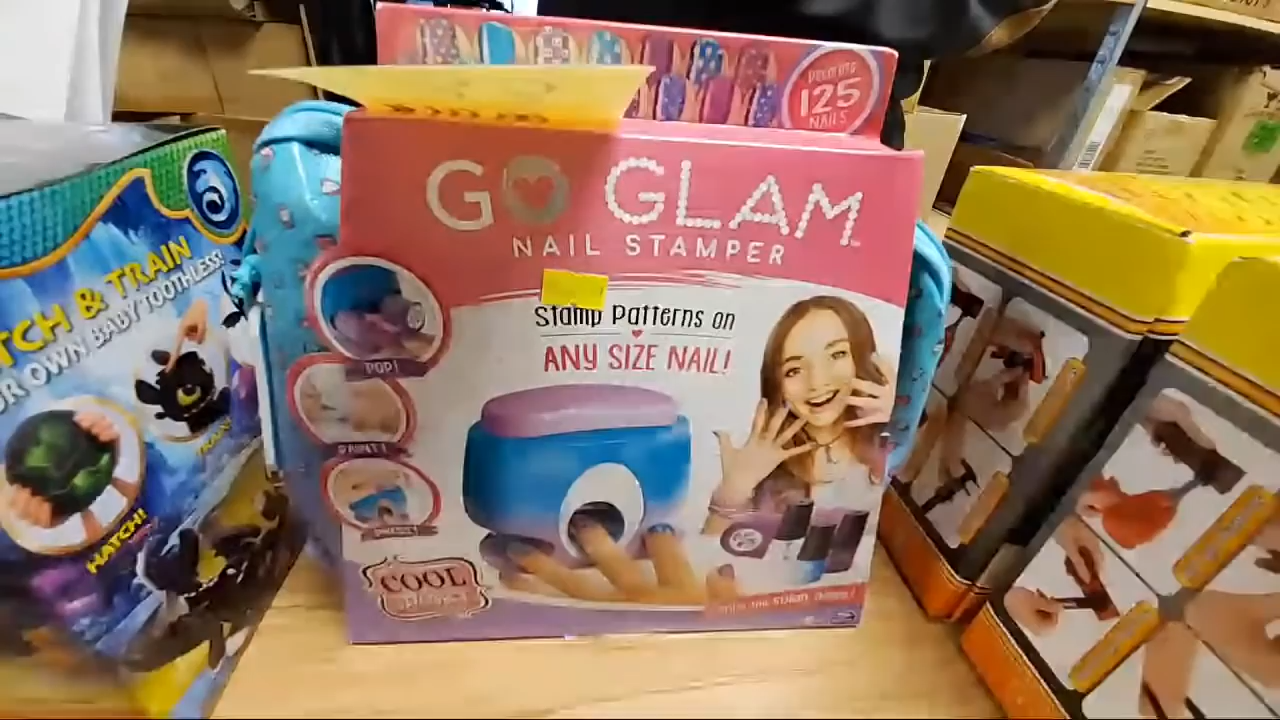 125
NAILS
GO GLAM
NAIL STAMPER
Stamp Patterns on
ANY SIZE NAIL!
POP!
PAINT!
COOL
TCH & TRAIN
OWN BABY TOOTHLESS!
HATCH!